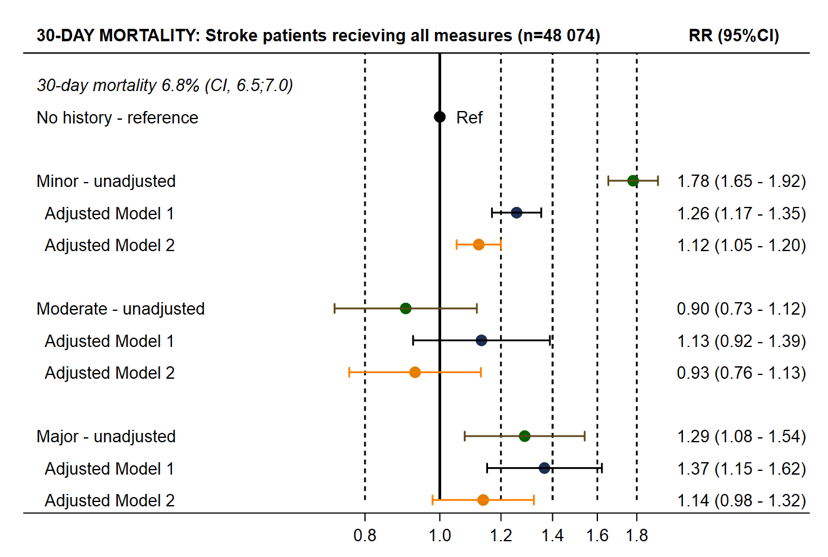 30-DAY MORTALITY: Stroke patients recieving all measures (n=48 074) RR (95%CI)
30-day mortality 6.8% (CI, 6.5;7.0)
No history - reference Ref
Minor - unadjusted 1.78 (1.65 - 1.92)
Adjusted Model 1 1.26 (1.17 - 1.35)
Adjusted Model 2 1.12 (1.05 - 1.20)
Moderate - unadjusted 0.90 (0.73 - 1.12)
Adjusted Model 1 1.13 (0.92 - 1.39)
Adjusted Model 2 0.93 (0.76 - 1.13)
Major - unadjusted 1.29 (1.08 - 1.54)
Adjusted Model 1 1.37 (1.15 - 1.62)
Adjusted Model 2 1.14 (0.98 - 1.32)
0.8 1.0 1.2 1.4 1.6 1.8